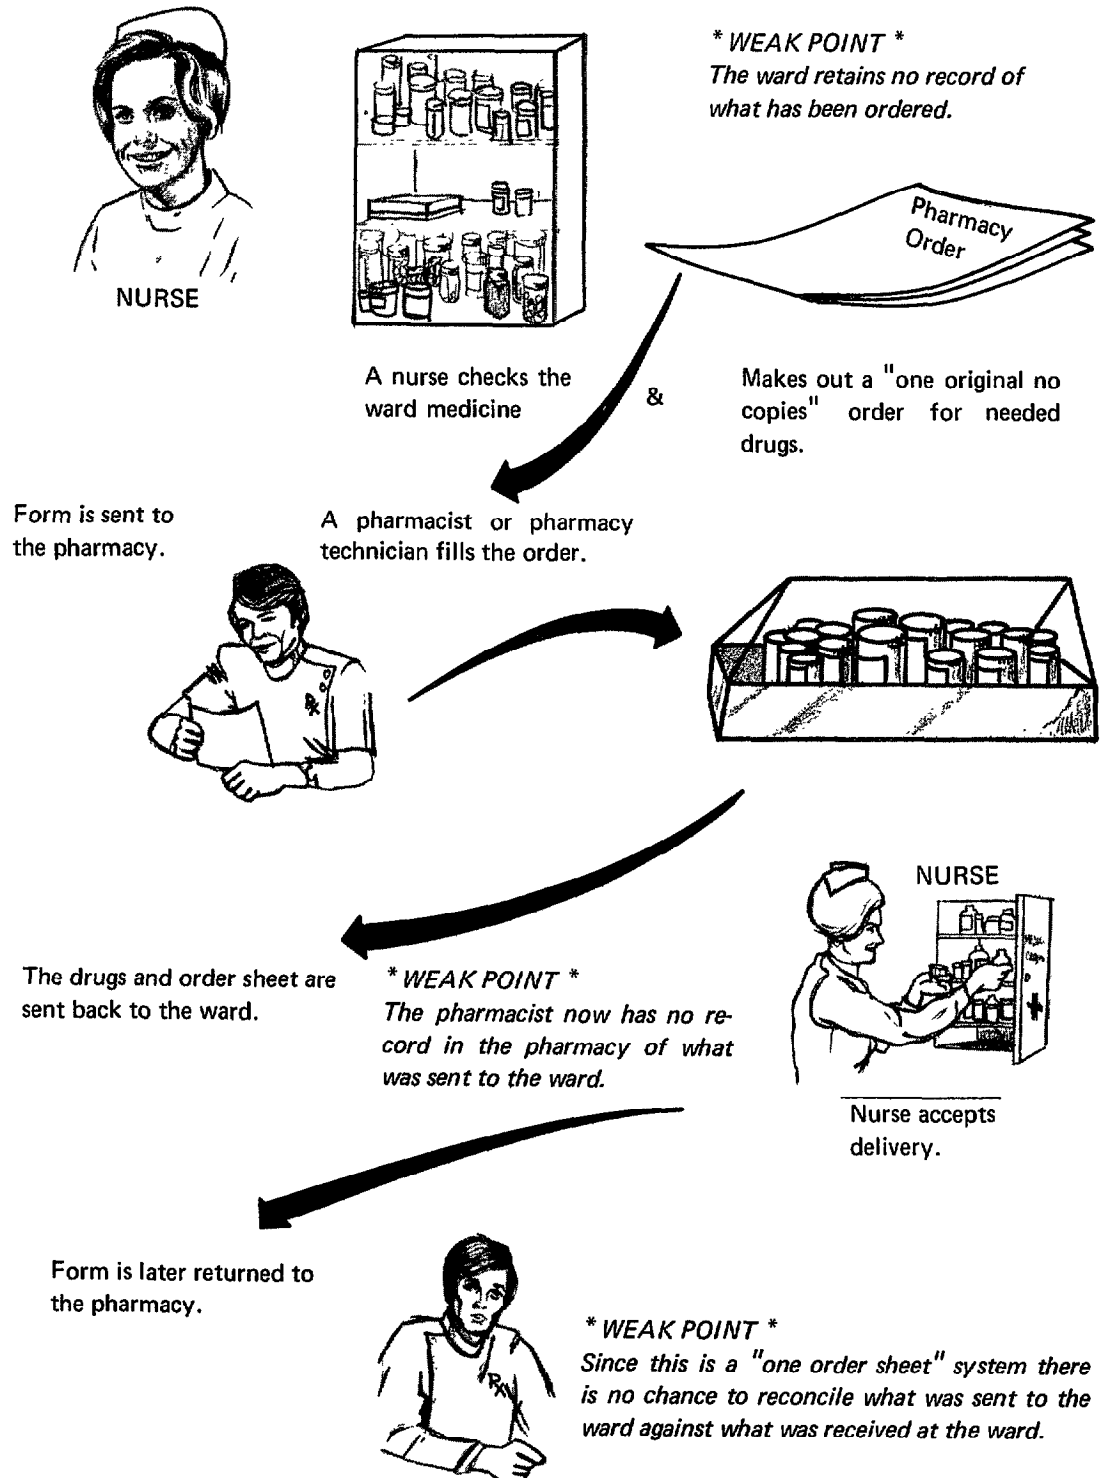 * WEAK POINT *
The ward retains no record of
what has been ordered.
Pharmacy
Order
NURSE
A nurse checks the
ward medicine
&
Makes out a "one original no
copies" order for needed
drugs.
Form is sent to
the pharmacy.
A pharmacist or pharmacy
technician fills the order.
Rx
NURSE
The drugs and order sheet are
sent back to the ward.
* WEAK POINT *
The pharmacist now has no re-
cord in the pharmacy of what
was sent to the ward.
Nurse accepts
delivery.
Form is later returned to
the pharmacy.
Rx
* WEAK POINT *
Since this is a "one order sheet" system there
is no chance to reconcile what was sent to the
ward against what was received at the ward.